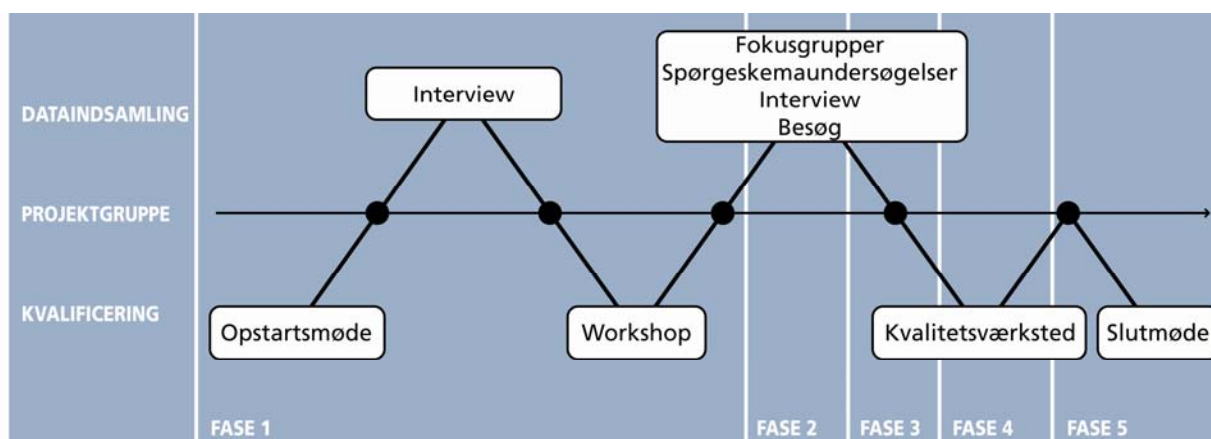 Fokusgrupper
Spørgeskemaundersøgelser
Interview
Besøg
Interview
DATAINDSAMLING
PROJEKTGRUPPE
KVALIFICERING
Opstartsmøde
Workshop
Kvalitetsværksted
Slutmøde
FASE 1
FASE 2
FASE 3
FASE 4
FASE 5